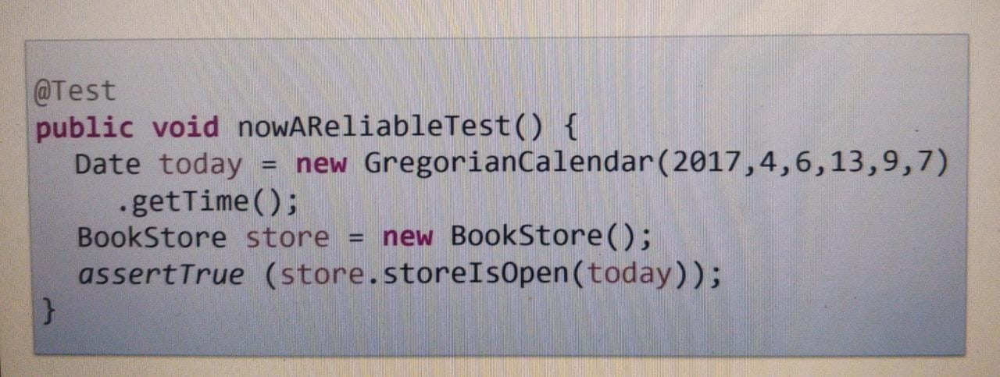 @Test
public void nowAReliableTest() {
Date today = new GregorianCalendar(2017,4,6,13,9,7)
.getTime();
BookStore store = new BookStore();
assertTrue (store.storeIsOpen(today));
}